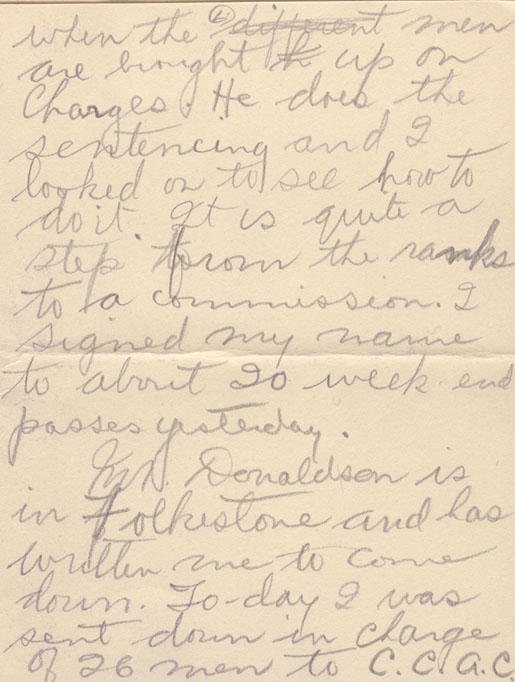 when the different men
are brought up on
Charges. He does the
sentencing and I
looked on to see how to
do it. It is quite a
step from the ranks
to a commission. I
signed my name
to about 20 week end
passes yesterday.
Mr. Donaldson is
in Folkestone and has
written me to come
down. To-day I was
sent down in charge
of 26 men to C.C.A.C.